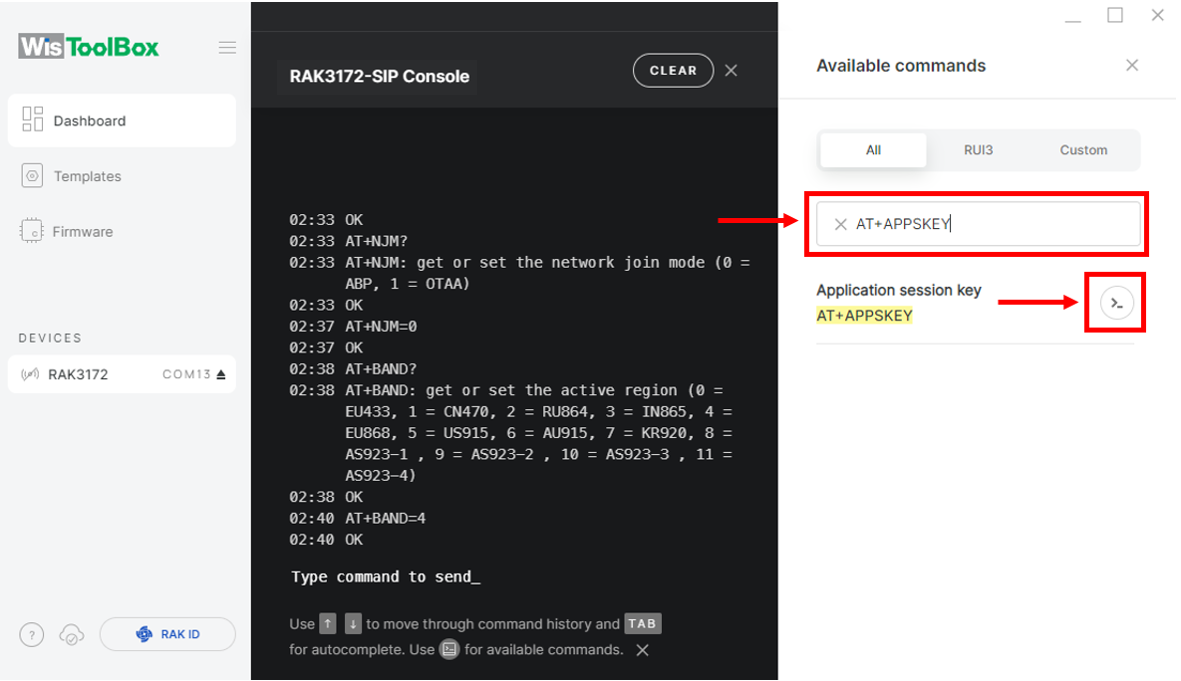 WisToolBox
Dashboard
Templates
Firmware
DEVICES
RAK3172 COM13
?
RAK ID
RAK3172-SIP Console
CLEAR
02:33 OK
02:33 AT+NJM?
02:33 AT+NJM: get or set the network join mode (0 =
ABP, 1 = OTAA)
02:33 OK
02:37 AT+NJM=0
02:37 OK
02:38 AT+BAND?
02:38 AT+BAND: get or set the active region (0 =
EU433, 1 = CN470, 2 = RU864, 3 = IN865, 4 =
EU868, 5 = US915, 6 = AU915, 7 = KR920, 8 =
AS923-1 , 9 = AS923-2 , 10 = AS923-3 , 11 =
AS923-4)
02:38 OK
02:40 AT+BAND=4
02:40 OK
Type command to send_
Use ↑ ↓ to move through command history and TAB
for autocomplete. Use for available commands.
Available commands
All RUI3 Custom
AT+APPSKEY
Application session key
AT+APPSKEY